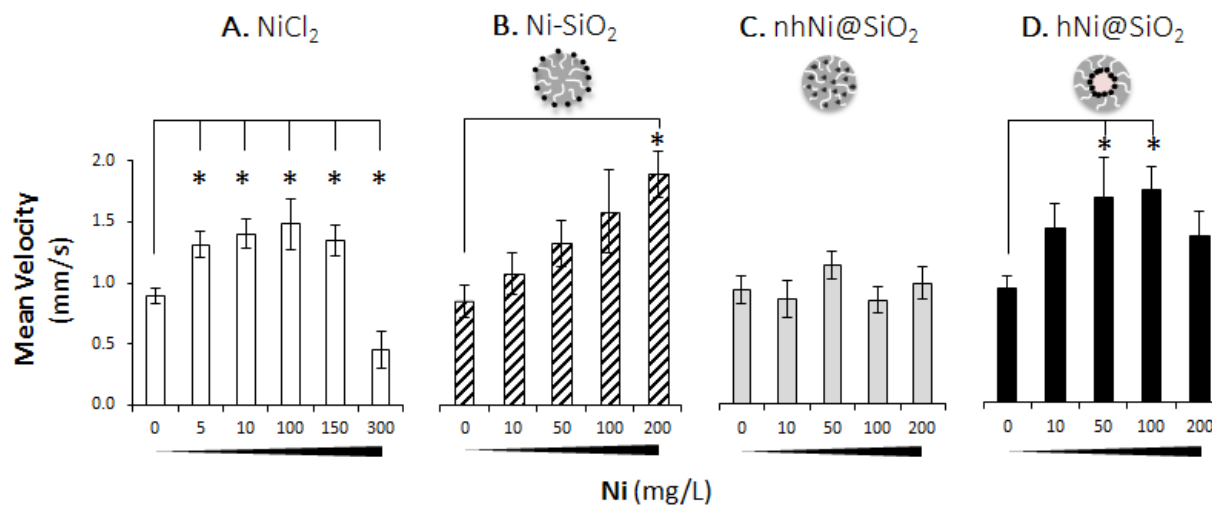 A. NiCl₂
B. Ni-SiO₂
C. nhNi@SiO₂
D. hNi@SiO₂
Mean Velocity
(mm/s)
2.0
1.5
1.0
0.5
0.0
* * * * *
*
* *
0 5 10 100 150 300
0 10 50 100 200
0 10 50 100 200
0 10 50 100 200
Ni (mg/L)